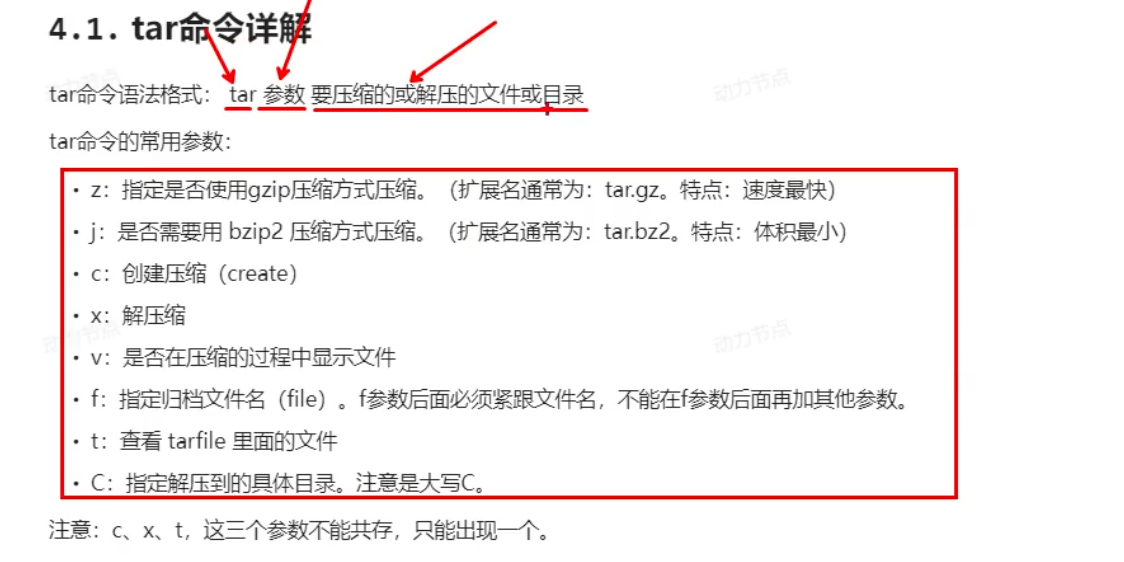 4.1. tar命令详解
tar命令语法格式： tar 参数 要压缩的或解压的文件或目录
tar命令的常用参数：
• z：指定是否使用gzip压缩方式压缩。（扩展名通常为：tar.gz。特点：速度最快）
• j：是否需要用 bzip2 压缩方式压缩。（扩展名通常为：tar.bz2。特点：体积最小）
• c：创建压缩（create）
• x：解压缩
• v：是否在压缩的过程中显示文件
• f：指定归档文件名（file）。f参数后面必须紧跟文件名，不能在f参数后面再加其他参数。
• t：查看 tarfile 里面的文件
• C：指定解压到的具体目录。注意是大写C。
注意：c、x、t，这三个参数不能共存，只能出现一个。
动力节点
动力节点
动力节点
动力节点